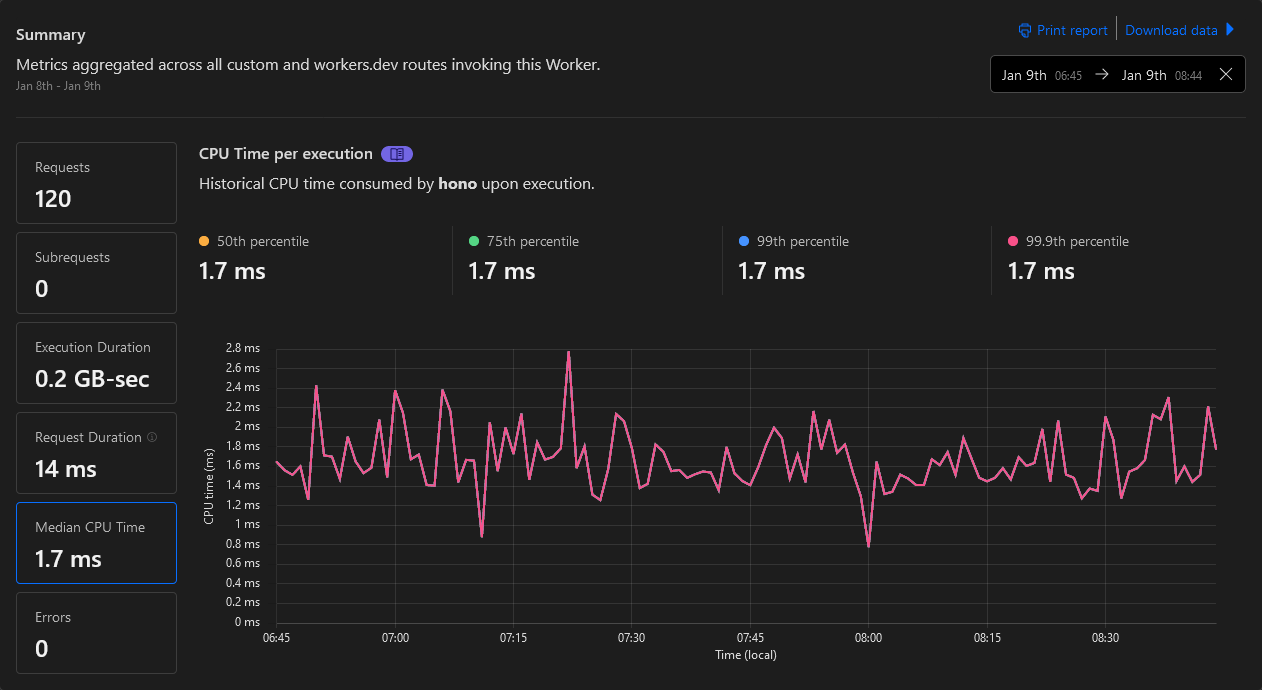 Summary
Print report
Download data
Metrics aggregated across all custom and workers.dev routes invoking this Worker.
Jan 8th - Jan 9th
Jan 9th 06:45 → Jan 9th 08:44
Requests
120
Subrequests
0
Execution Duration
0.2 GB-sec
Request Duration
14 ms
Median CPU Time
1.7 ms
Errors
0
CPU Time per execution
Historical CPU time consumed by hono upon execution.
50th percentile
1.7 ms
75th percentile
1.7 ms
99th percentile
1.7 ms
99.9th percentile
1.7 ms
CPU time (ms)
2.8 ms
2.6 ms
2.4 ms
2.2 ms
2 ms
1.8 ms
1.6 ms
1.4 ms
1.2 ms
1 ms
0.8 ms
0.6 ms
0.4 ms
0.2 ms
0 ms
06:45 07:00 07:15 07:30 07:45 08:00 08:15 08:30
Time (local)